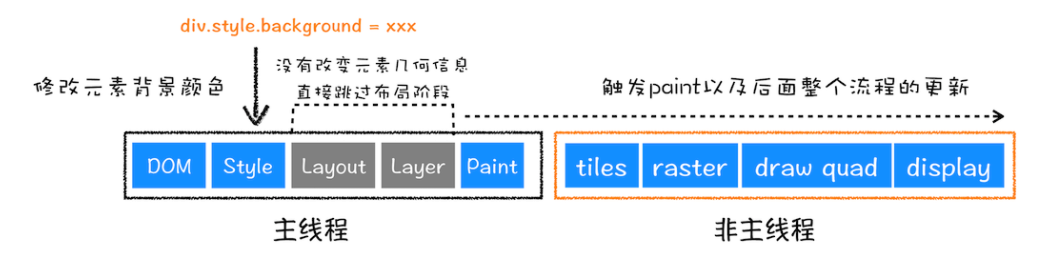 div.style.background = xxx
修改元素背景颜色
没有改变元素几何信息
直接跳过布局阶段
触发paint以及后面整个流程的更新
DOM Style Layout Layer Paint tiles raster draw quad display
主线程 非主线程